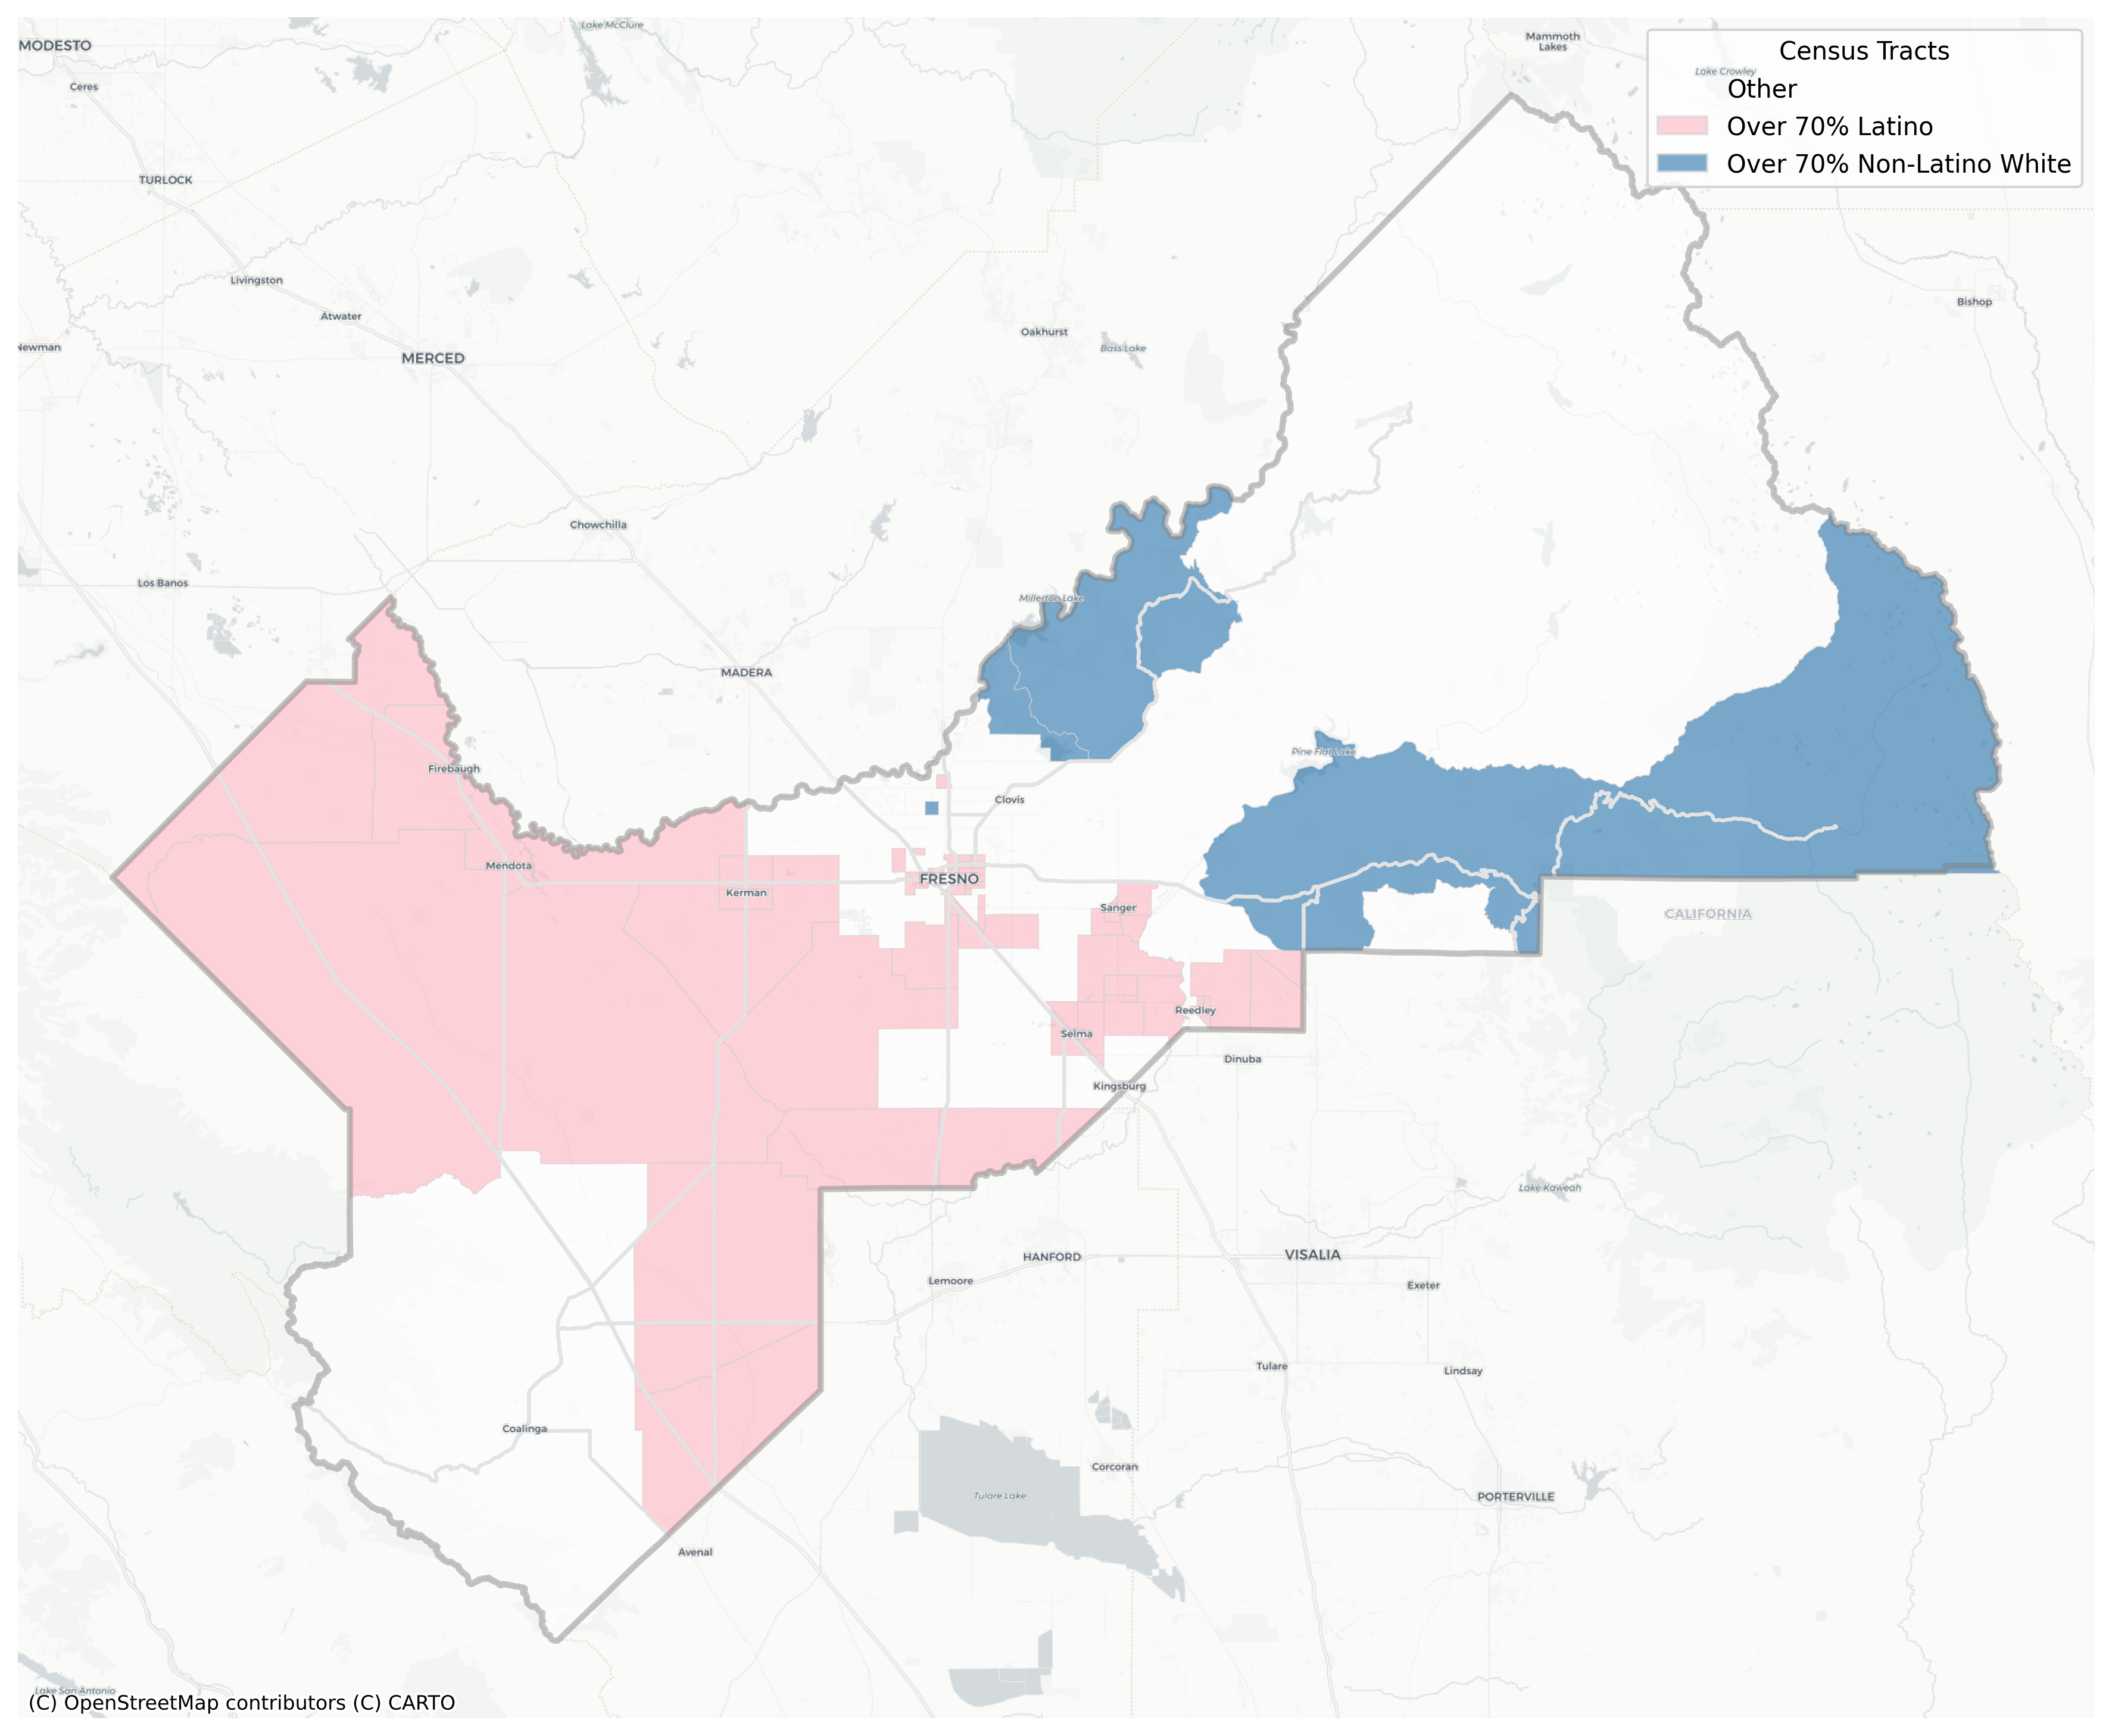 Lake McClure
MODESTO
Mammoth
Lakes
Census Tracts
Lake Crowley
Other
Ceres
Over 70% Latino
Over 70% Non-Latino White
TURLOCK
Livingston
Bishop
Atwater
Oakhurst
Newman
Bass Lake
MERCED
Chowchilla
Los Banos
Millerton Lake
MADERA
Pine Flat Lake
Firebaugh
Clovis
Mendota
FRESNO
Kerman
Sanger
CALIFORNIA
Reedley
Selma
Dinuba
Kingsburg
Lake Kaweah
HANFORD
VISALIA
Lemoore
Exeter
Tulare
Lindsay
Coalinga
Corcoran
Tulare Lake
PORTERVILLE
Avenal
Lake San Antonio
(C) OpenStreetMap contributors (C) CARTO